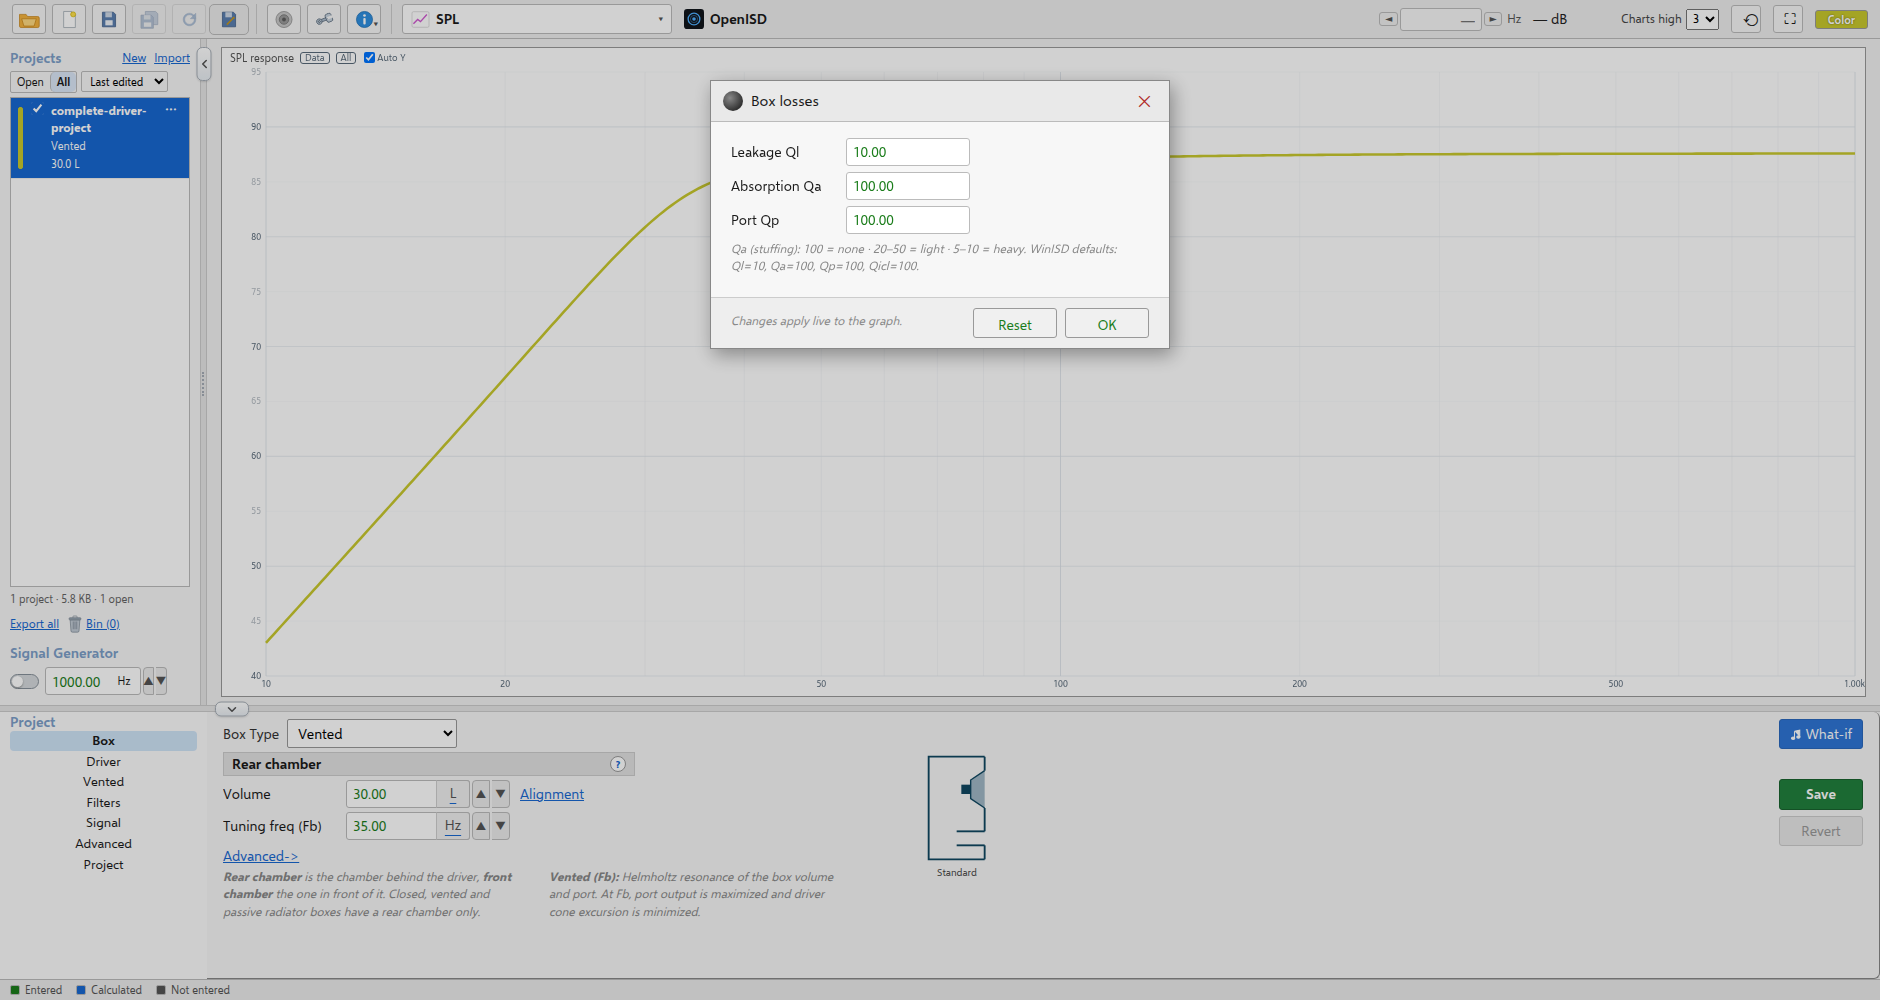 SPL
OpenISD
—
Hz
— dB
Charts high
3
Color
Projects
New
Import
Open
All
Last edited
complete-driver-
project
Vented
30.0 L
1 project · 5.8 KB · 1 open
Export all
Bin (0)
Signal Generator
1000.00
Hz
SPL response
Data
All
Auto Y
95
90
85
80
75
70
65
60
55
50
45
40
10
20
50
100
200
500
1.00k
Box losses
Leakage Ql
10.00
Absorption Qa
100.00
Port Qp
100.00
Qa (stuffing): 100 = none · 20–50 = light · 5–10 = heavy. WinISD defaults:
Ql=10, Qa=100, Qp=100, Qicl=100.
Changes apply live to the graph.
Reset
OK
Project
Box
Driver
Vented
Filters
Signal
Advanced
Project
Box Type
Vented
Rear chamber
?
Volume
30.00
L
Alignment
Tuning freq (Fb)
35.00
Hz
Advanced->
Rear chamber is the chamber behind the driver, front
chamber the one in front of it. Closed, vented and
passive radiator boxes have a rear chamber only.
Vented (Fb): Helmholtz resonance of the box volume
and port. At Fb, port output is maximized and driver
cone excursion is minimized.
Standard
What-if
Save
Revert
Entered
Calculated
Not entered